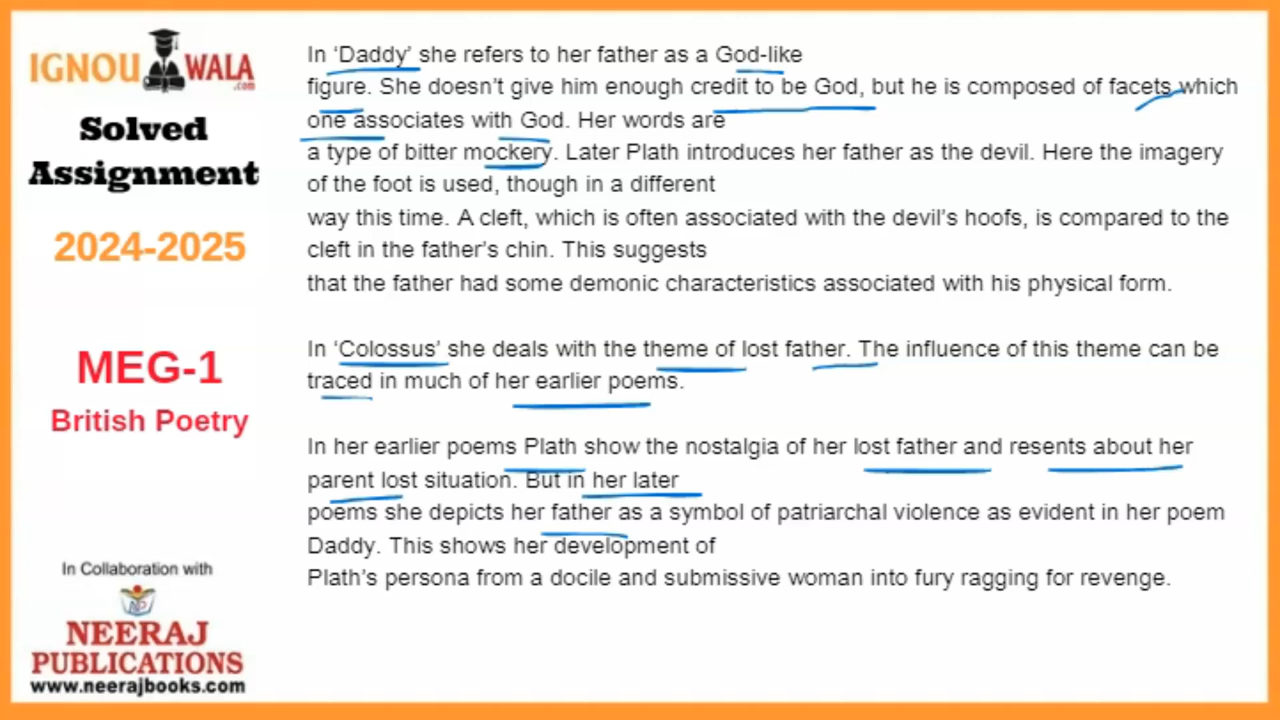 IGNOU WALA
.com
Solved
Assignment
2024-2025
MEG-1
British Poetry
In Collaboration with
NP
NEERAJ
PUBLICATIONS
www.neerajbooks.com
In ‘Daddy’ she refers to her father as a God-like
figure. She doesn’t give him enough credit to be God, but he is composed of facets which
one associates with God. Her words are
a type of bitter mockery. Later Plath introduces her father as the devil. Here the imagery
of the foot is used, though in a different
way this time. A cleft, which is often associated with the devil’s hoofs, is compared to the
cleft in the father’s chin. This suggests
that the father had some demonic characteristics associated with his physical form.
In ‘Colossus’ she deals with the theme of lost father. The influence of this theme can be
traced in much of her earlier poems.
In her earlier poems Plath show the nostalgia of her lost father and resents about her
parent lost situation. But in her later
poems she depicts her father as a symbol of patriarchal violence as evident in her poem
Daddy. This shows her development of
Plath’s persona from a docile and submissive woman into fury ragging for revenge.